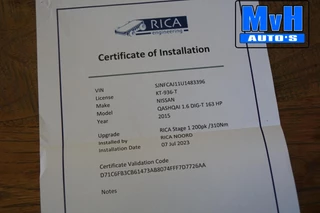 MvH
AUTO'S
RICA
engineering
Certificate of Installation
VIN SJNFCAJ11U1483396
License KT-936-T
Make NISSAN
Model QASHQAI 1.6 DIG-T 163 HP
Year 2015
Upgrade RICA Stage 1 200pk /310Nm
Installed by RICA NOORD
Installation Date 07 Jul 2023
Certificate Validation Code
D71C6FB3CB61473AB8D74FFF7D7726AA
Notes